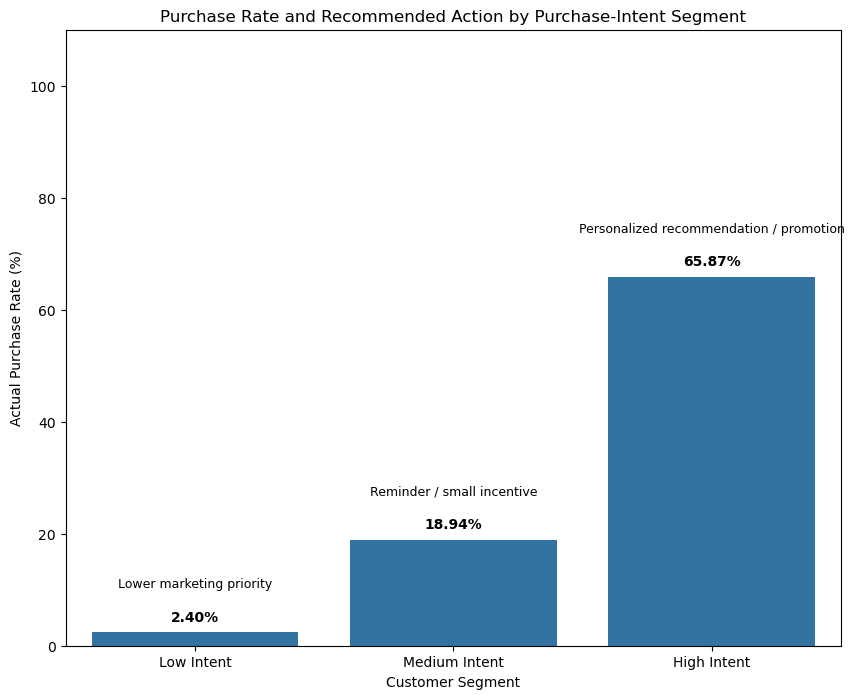 Purchase Rate and Recommended Action by Purchase-Intent Segment
100
80
60
40
20
0
Actual Purchase Rate (%)
Lower marketing priority
2.40%
Reminder / small incentive
18.94%
Personalized recommendation / promotion
65.87%
Low Intent
Medium Intent
High Intent
Customer Segment